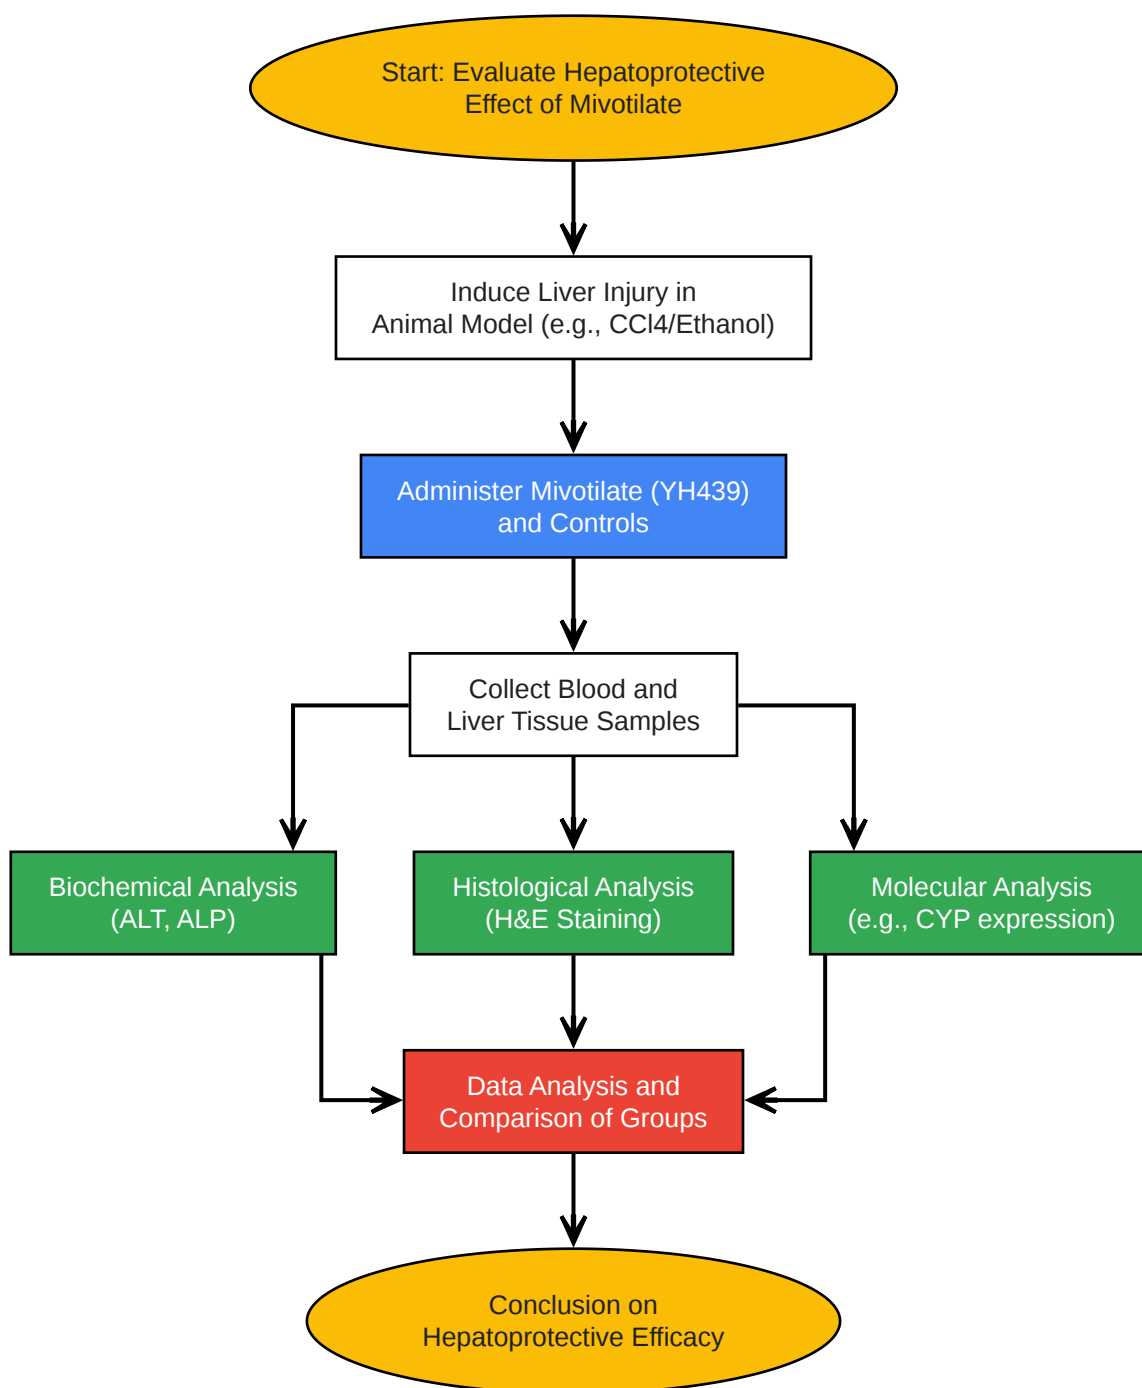 Start: Evaluate Hepatoprotective
Effect of Mivotilate
Induce Liver Injury in
Animal Model (e.g., CCl4/Ethanol)
Administer Mivotilate (YH439)
and Controls
Collect Blood and
Liver Tissue Samples
Biochemical Analysis
(ALT, ALP)
Histological Analysis
(H&E Staining)
Molecular Analysis
(e.g., CYP expression)
Data Analysis and
Comparison of Groups
Conclusion on
Hepatoprotective Efficacy